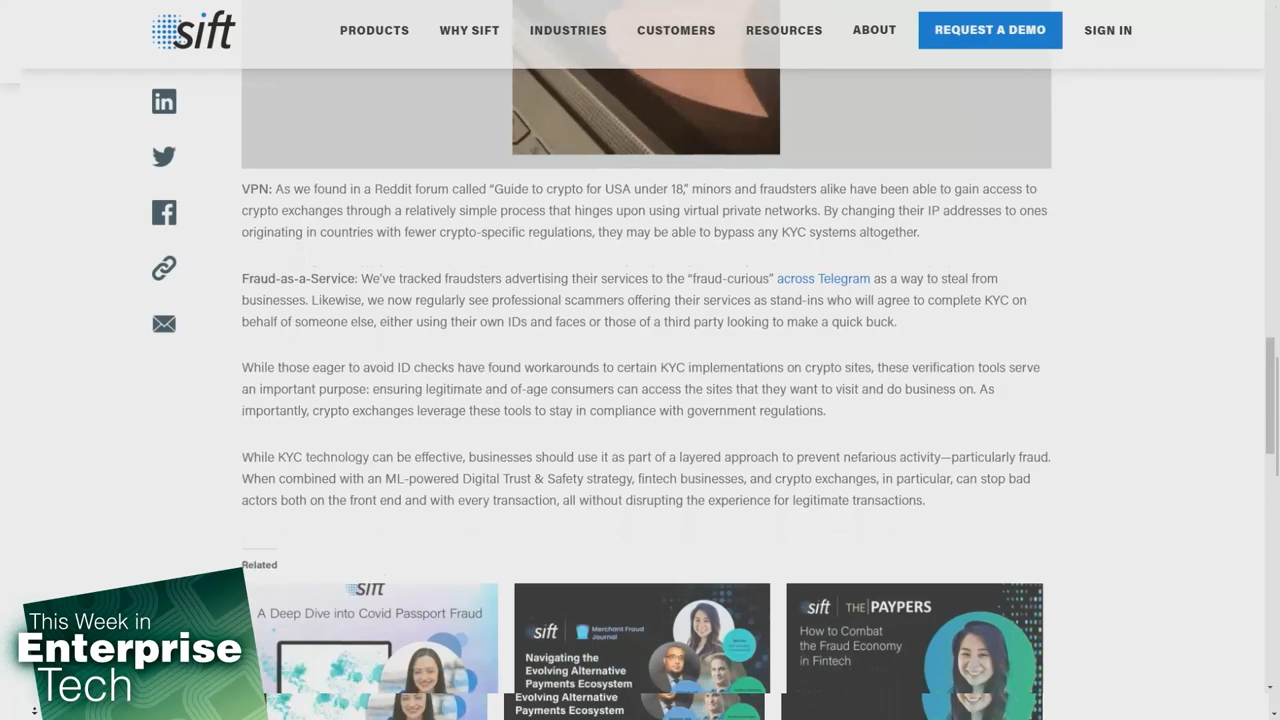 sift
PRODUCTS WHY SIFT INDUSTRIES CUSTOMERS RESOURCES ABOUT REQUEST A DEMO SIGN IN
in
VPN: As we found in a Reddit forum called “Guide to crypto for USA under 18,” minors and fraudsters alike have been able to gain access to
crypto exchanges through a relatively simple process that hinges upon using virtual private networks. By changing their IP addresses to ones
originating in countries with fewer crypto-specific regulations, they may be able to bypass any KYC systems altogether.
Fraud-as-a-Service: We’ve tracked fraudsters advertising their services to the “fraud-curious” across Telegram as a way to steal from
businesses. Likewise, we now regularly see professional scammers offering their services as stand-ins who will agree to complete KYC on
behalf of someone else, either using their own IDs and faces or those of a third party looking to make a quick buck.
While those eager to avoid ID checks have found workarounds to certain KYC implementations on crypto sites, these verification tools serve
an important purpose: ensuring legitimate and of-age consumers can access the sites that they want to visit and do business on. As
importantly, crypto exchanges leverage these tools to stay in compliance with government regulations.
While KYC technology can be effective, businesses should use it as part of a layered approach to prevent nefarious activity—particularly fraud.
When combined with an ML-powered Digital Trust & Safety strategy, fintech businesses, and crypto exchanges, in particular, can stop bad
actors both on the front end and with every transaction, all without disrupting the experience for legitimate transactions.
Related
sift
A Deep Dive into Covid Passport Fraud
sift Merchant Fraud
Journal
Navigating the
Evolving Alternative
Payments Ecosystem
Evolving Alternative
Payments Ecosystem
sift THE PAYPERS
How to Combat
the Fraud Economy
in Fintech
This Week in
Enterprise
Tech